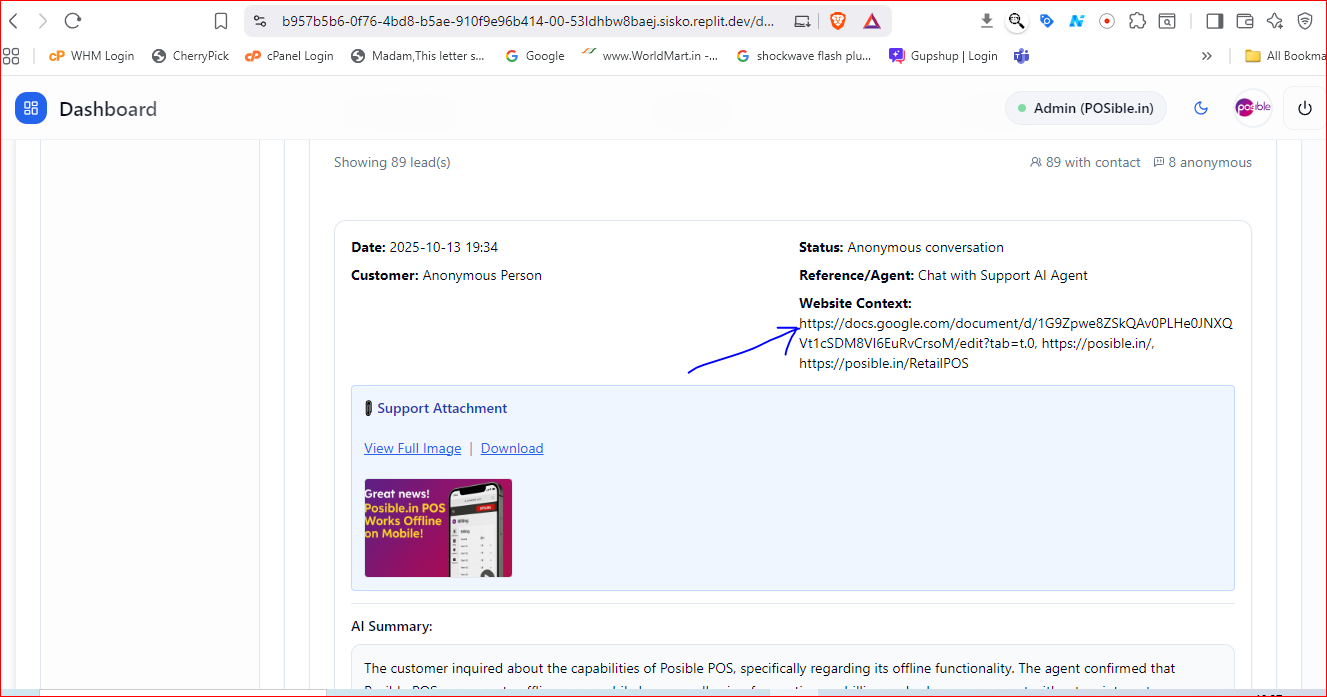 b957b5b6-0f76-4bd8-b5ae-910f9e96b414-00-53ldhbw8baej.sisko.replit.dev/d...
cP WHM Login CherryPick cP cPanel Login Madam,This letter s... Google www.WorldMart.in -... shockwave flash plu... Gupshup | Login » All Bookma
Dashboard Admin (POSible.in) posible
Showing 89 lead(s) 89 with contact 8 anonymous
Date: 2025-10-13 19:34 Status: Anonymous conversation
Customer: Anonymous Person Reference/Agent: Chat with Support AI Agent
Website Context:
https://docs.google.com/document/d/1G9Zpwe8ZSkQAv0PLHe0JNXQ
Vt1cSDM8VI6EuRvCrsoM/edit?tab=t.0, https://posible.in/,
https://posible.in/RetailPOS
Support Attachment
View Full Image | Download
Great news!
Posible.in POS
Works Offline
on Mobile!
AI Summary:
The customer inquired about the capabilities of Posible POS, specifically regarding its offline functionality. The agent confirmed that